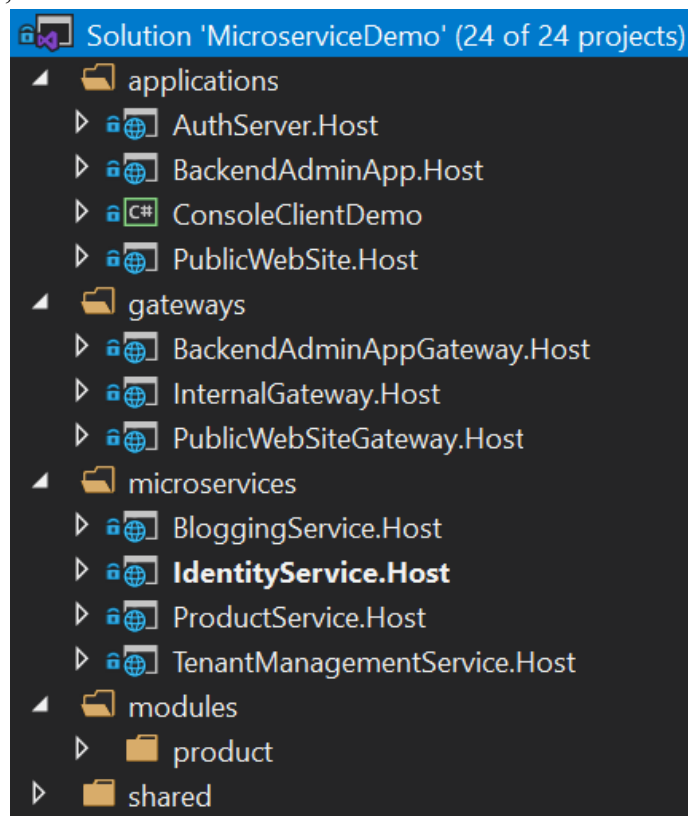 Solution 'MicroserviceDemo' (24 of 24 projects)
applications
AuthServer.Host
BackendAdminApp.Host
C# ConsoleClientDemo
PublicWebSite.Host
gateways
BackendAdminAppGateway.Host
InternalGateway.Host
PublicWebSiteGateway.Host
microservices
BloggingService.Host
IdentityService.Host
ProductService.Host
TenantManagementService.Host
modules
product
shared